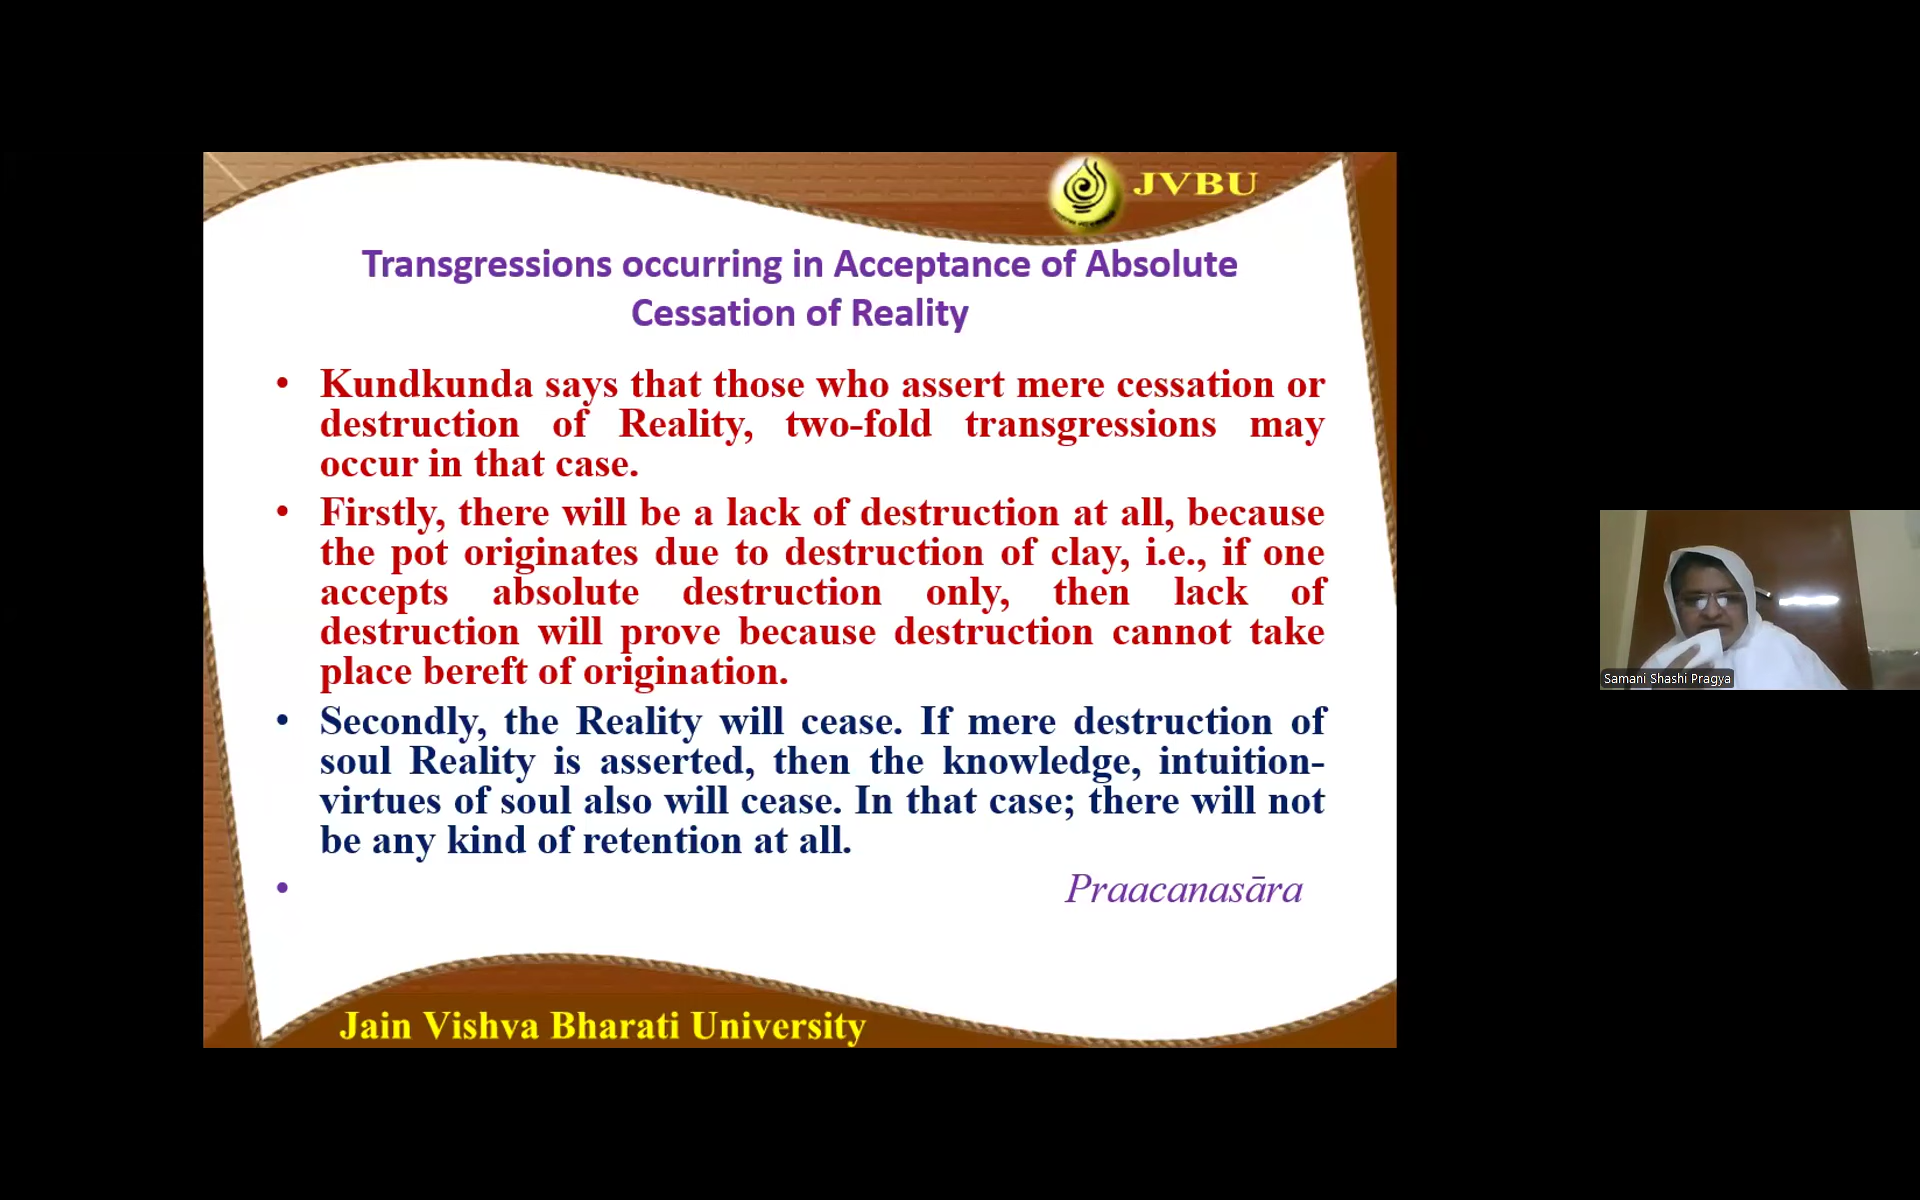 JVBU
Transgressions occurring in Acceptance of Absolute
Cessation of Reality
• Kundkunda says that those who assert mere cessation or
destruction of Reality, two-fold transgressions may
occur in that case.
• Firstly, there will be a lack of destruction at all, because
the pot originates due to destruction of clay, i.e., if one
accepts absolute destruction only, then lack of
destruction will prove because destruction cannot take
place bereft of origination.
• Secondly, the Reality will cease. If mere destruction of
soul Reality is asserted, then the knowledge, intuition-
virtues of soul also will cease. In that case; there will not
be any kind of retention at all.
• Praacanasāra
Jain Vishva Bharati University
Samani Shashi Pragya